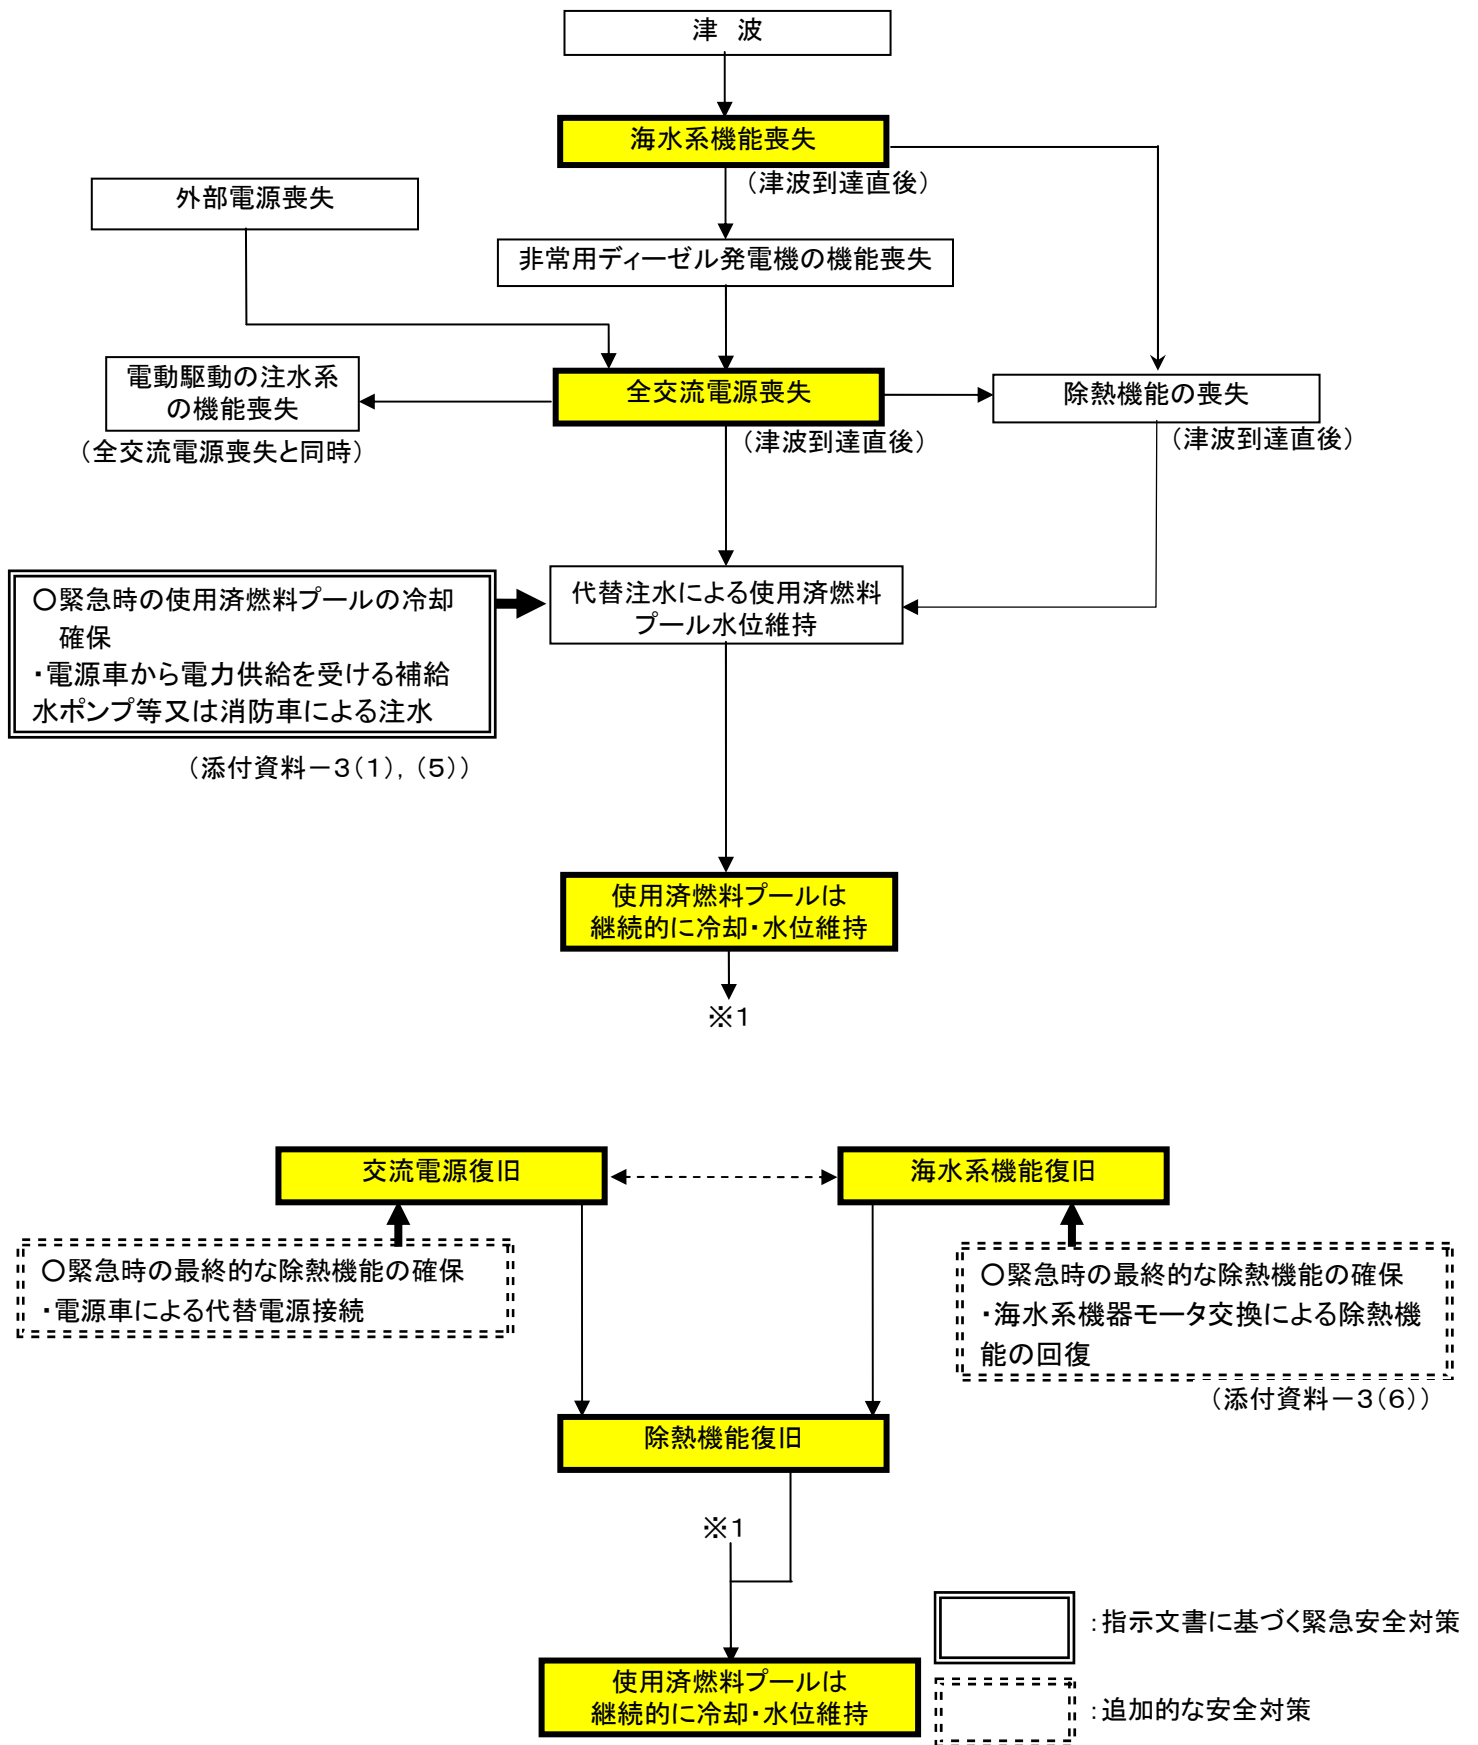 津　波
海水系機能喪失
（津波到達直後）
外部電源喪失
非常用ディーゼル発電機の機能喪失
電動駆動の注水系
の機能喪失
（全交流電源喪失と同時）
全交流電源喪失
（津波到達直後）
除熱機能の喪失
（津波到達直後）
○緊急時の使用済燃料プールの冷却
確保
・電源車から電力供給を受ける補給
水ポンプ等又は消防車による注水
（添付資料－３（１），（５））
代替注水による使用済燃料
プール水位維持
使用済燃料プールは
継続的に冷却・水位維持
※１
交流電源復旧
海水系機能復旧
○緊急時の最終的な除熱機能の確保
・電源車による代替電源接続
○緊急時の最終的な除熱機能の確保
・海水系機器モータ交換による除熱機
能の回復
（添付資料－３（６））
除熱機能復旧
※１
使用済燃料プールは
継続的に冷却・水位維持
：指示文書に基づく緊急安全対策
：追加的な安全対策